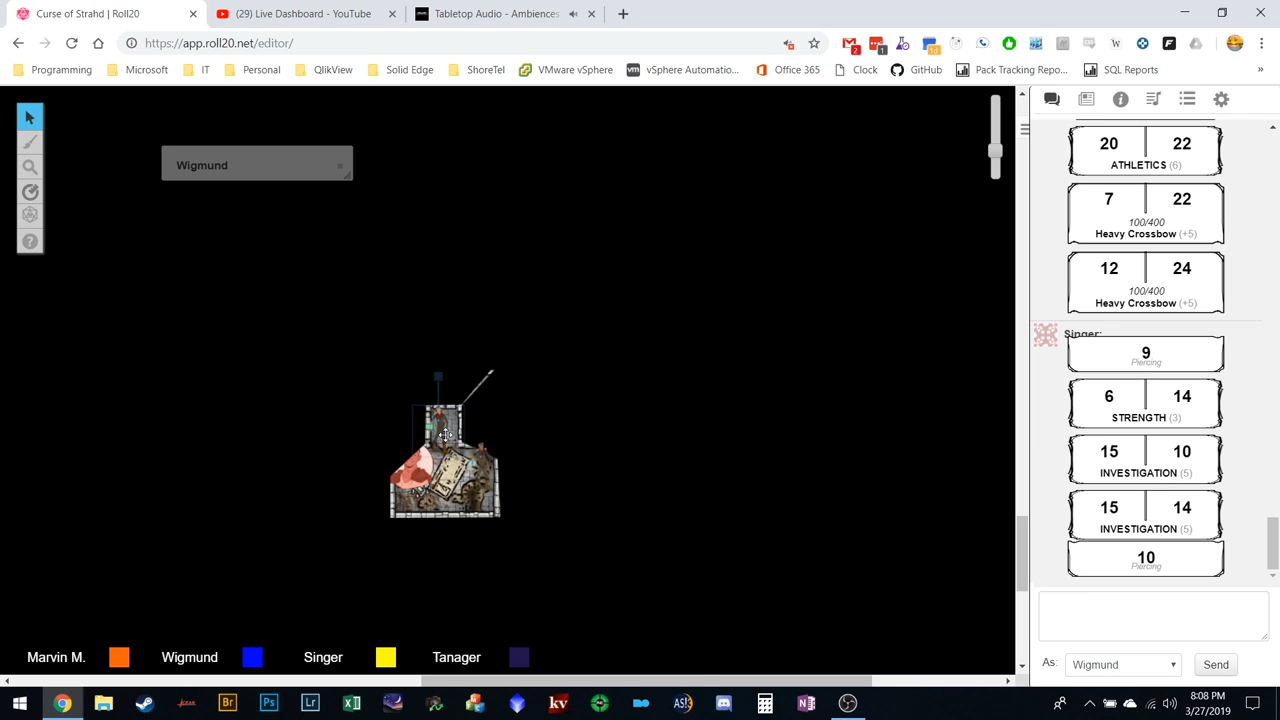 Curse of Strahd | Roll20
(29) Live Dashboard - YouTube
Tabletop Audio - Ambiences
https://app.roll20.net/editor/
2
1
1d
Programming
Microsoft
IT
Personal
QlikView
Solid Edge
ShoreTel
VMware vSphere
vSphere Automatio...
Office 365
Clock
GitHub
Pack Tracking Repo...
SQL Reports
Wigmund
20 22
ATHLETICS (6)
7 22
100/400
Heavy Crossbow (+5)
12 24
100/400
Heavy Crossbow (+5)
Singer:
9
Piercing
6 14
STRENGTH (3)
15 10
INVESTIGATION (5)
15 14
INVESTIGATION (5)
10
Piercing
Marvin M.
Wigmund
Singer
Tanager
As:
Wigmund
Send
8:08 PM
3/27/2019